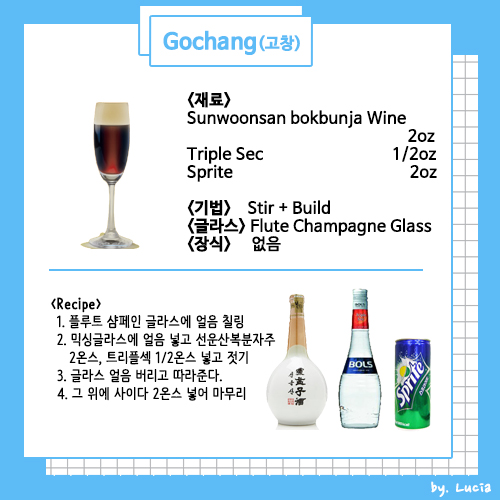 Gochang(고창)
<재료>
Sunwoonsan bokbunja Wine
2oz
Triple Sec 1/2oz
Sprite 2oz
<기법> Stir + Build
<글라스> Flute Champagne Glass
<장식> 없음
<Recipe>
1. 플루트 샴페인 글라스에 얼음 칠링
2. 믹싱글라스에 얼음 넣고 선운산복분자주
2온스, 트리플섹 1/2온스 넣고 젓기
3. 글라스 얼음 버리고 따라준다.
4. 그 위에 사이다 2온스 넣어 마무리
BOLS
Sprite
by. Lucia